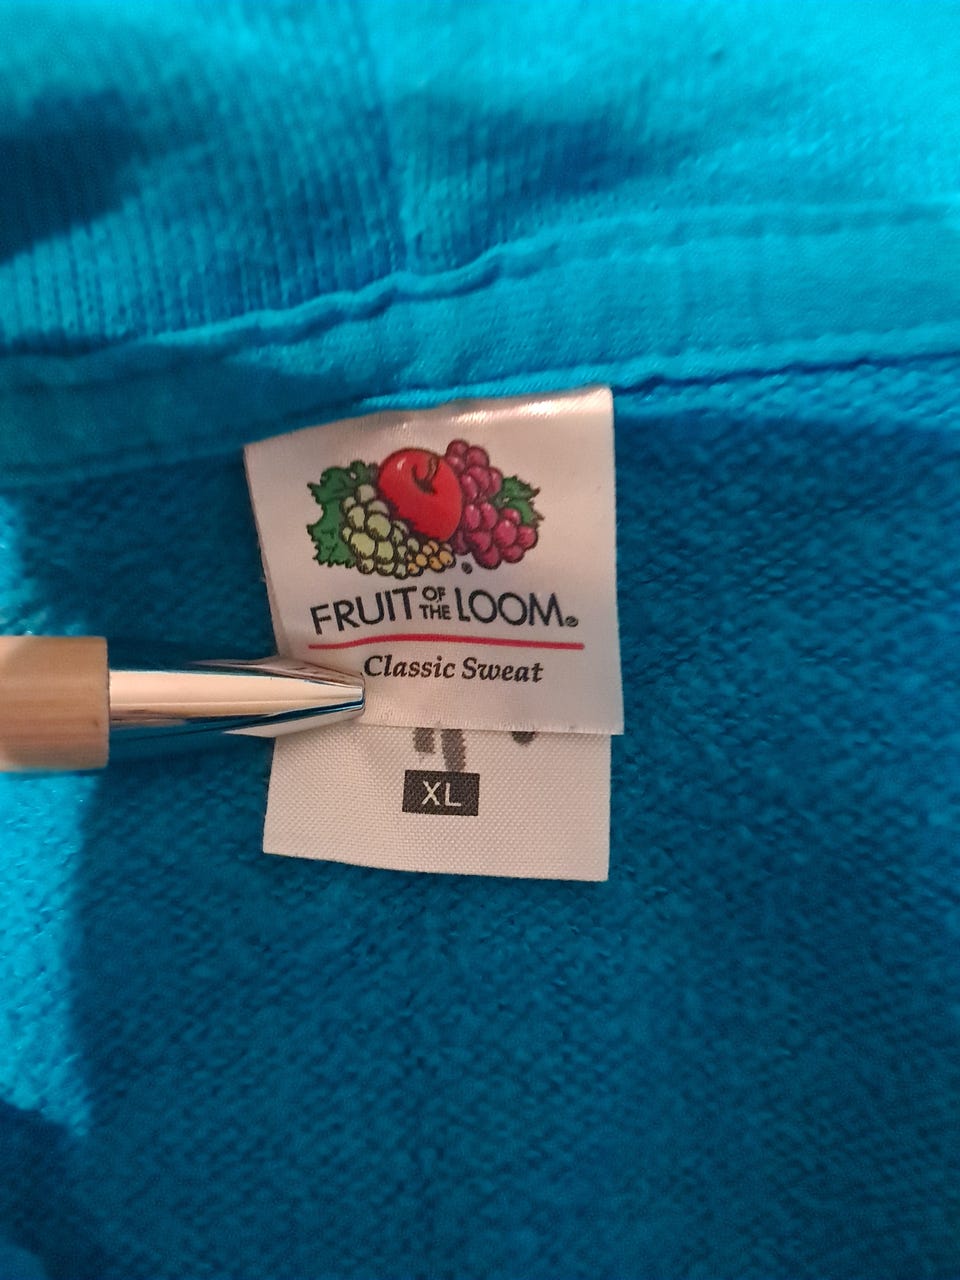 FRUIT OF THE LOOM®
Classic Sweat
XL